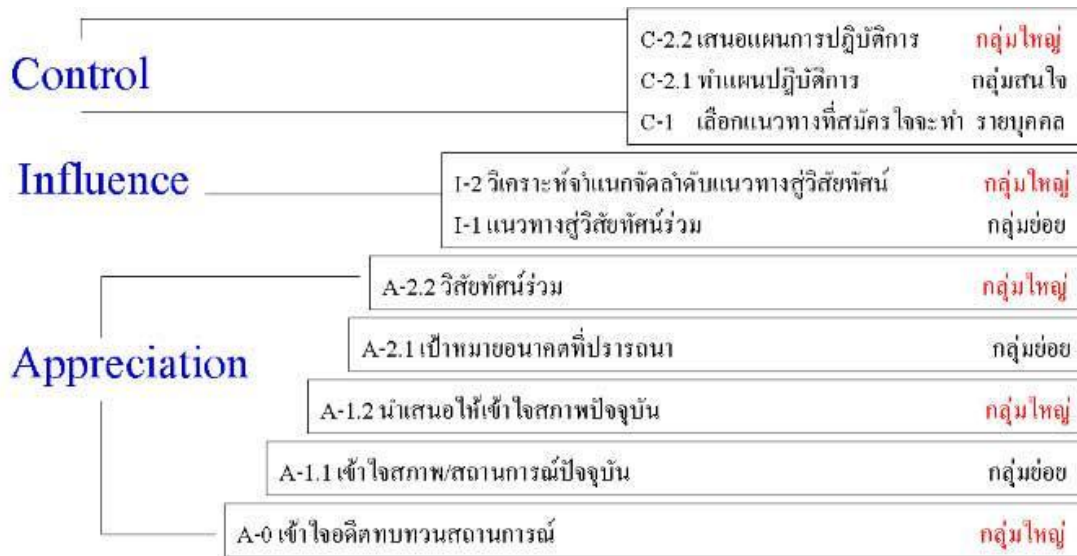 Control
C-2.2 เสนอแผนการปฏิบัติการ กลุ่มใหญ่
C-2.1 ทำแผนปฏิบัติการ กลุ่มสนใจ
C-1 เลือกแนวทางที่สมัครใจจะทำ รายบุคคล
Influence
I-2 วิเคราะห์จำแนกจัดลำดับแนวทางสู่วิสัยทัศน์ กลุ่มใหญ่
I-1 แนวทางสู่วิสัยทัศน์ร่วม กลุ่มย่อย
Appreciation
A-2.2 วิสัยทัศน์ร่วม กลุ่มใหญ่
A-2.1 เป้าหมายอนาคตที่ปรารถนา กลุ่มย่อย
A-1.2 นำเสนอให้เข้าใจสภาพปัจจุบัน กลุ่มใหญ่
A-1.1 เข้าใจสภาพ/สถานการณ์ปัจจุบัน กลุ่มย่อย
A-0 เข้าใจอดีตทบทวนสถานการณ์ กลุ่มใหญ่